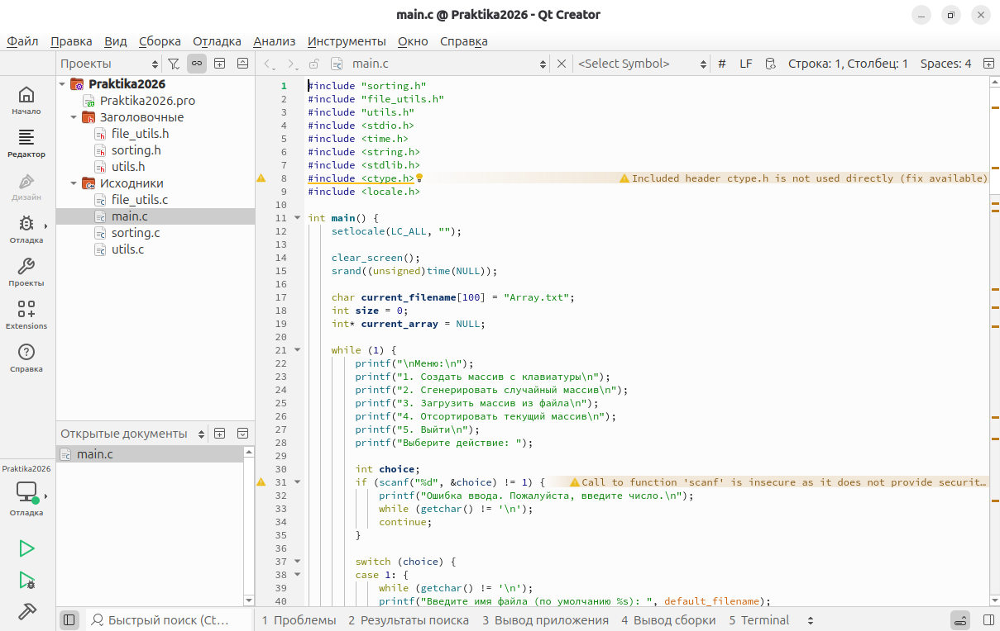 main.c @ Praktika2026 - Qt Creator
Файл Правка Вид Сборка Отладка Анализ Инструменты Окно Справка
Проекты main.c <Select Symbol> # LF Строка: 1, Столбец: 1 Spaces: 4
Начало
Редактор
Дизайн
Отладка
Проекты
Extensions
Справка
Praktika2026
Praktika2026.pro
Заголовочные
file_utils.h
sorting.h
utils.h
Исходники
file_utils.c
main.c
sorting.c
utils.c
Открытые документы
main.c
Praktika2026
Отладка
1 #include "sorting.h"
2 #include "file_utils.h"
3 #include "utils.h"
4 #include <stdio.h>
5 #include <time.h>
6 #include <string.h>
7 #include <stdlib.h>
8 #include <ctype.h> Included header ctype.h is not used directly (fix available)
9 #include <locale.h>
10
11 int main() {
12     setlocale(LC_ALL, "");
13
14     clear_screen();
15     srand((unsigned)time(NULL));
16
17     char current_filename[100] = "Array.txt";
18     int size = 0;
19     int* current_array = NULL;
20
21     while (1) {
22         printf("\nМеню:\n");
23         printf("1. Создать массив с клавиатуры\n");
24         printf("2. Сгенерировать случайный массив\n");
25         printf("3. Загрузить массив из файла\n");
26         printf("4. Отсортировать текущий массив\n");
27         printf("5. Выйти\n");
28         printf("Выберите действие: ");
29
30         int choice;
31         if (scanf("%d", &choice) != 1) { Call to function 'scanf' is insecure as it does not provide securit…
32             printf("Ошибка ввода. Пожалуйста, введите число.\n");
33             while (getchar() != '\n');
34             continue;
35         }
36
37         switch (choice) {
38         case 1: {
39             while (getchar() != '\n');
40             printf("Введите имя файла (по умолчанию %s): ", default_filename);
Быстрый поиск (Ct… 1 Проблемы 2 Результаты поиска 3 Вывод приложения 4 Вывод сборки 5 Terminal